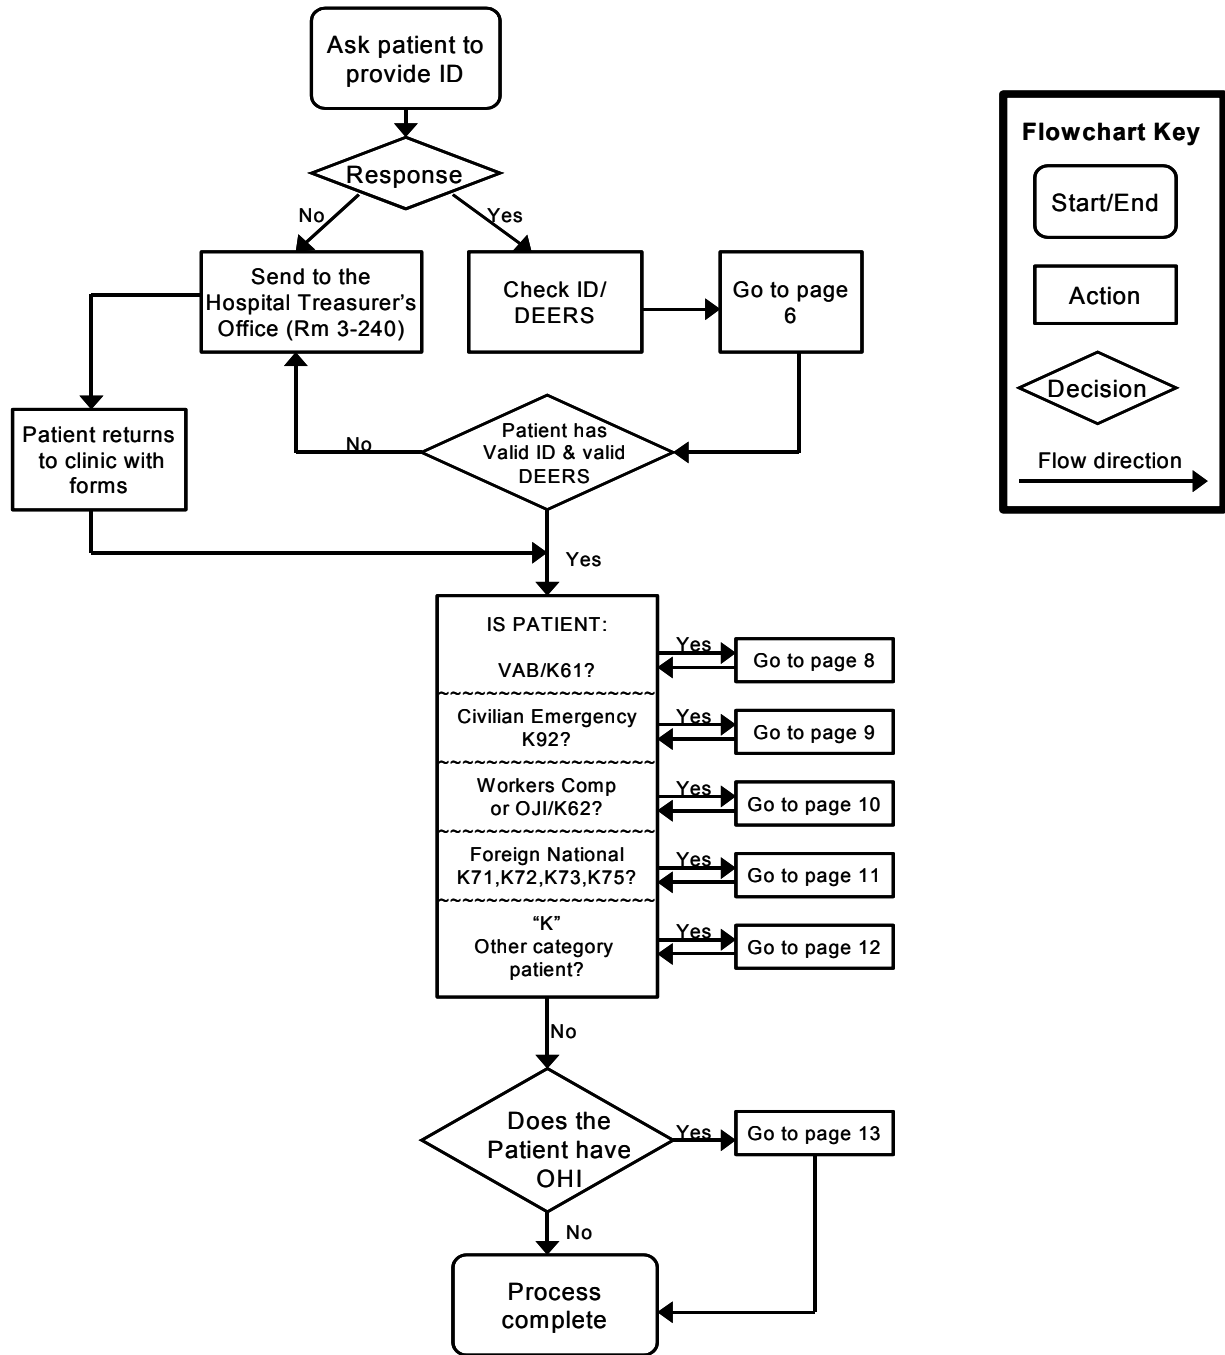 Ask patient to
provide ID
Response
No
Yes
Send to the
Hospital Treasurer's
Office (Rm 3-240)
Check ID/
DEERS
Go to page
6
Patient returns
to clinic with
forms
No
Patient has
Valid ID & valid
DEERS
Yes
IS PATIENT:
VAB/K61?
Yes
Go to page 8
~~~~~~~~~~~~~~~~~
Civilian Emergency
K92?
Yes
Go to page 9
~~~~~~~~~~~~~~~~~
Workers Comp
or OJI/K62?
Yes
Go to page 10
~~~~~~~~~~~~~~~~~
Foreign National
K71,K72,K73,K75?
Yes
Go to page 11
~~~~~~~~~~~~~~~~~
“K”
Other category
patient?
Yes
Go to page 12
No
Does the
Patient have
OHI
Yes
Go to page 13
No
Process
complete
Flowchart Key
Start/End
Action
Decision
Flow direction